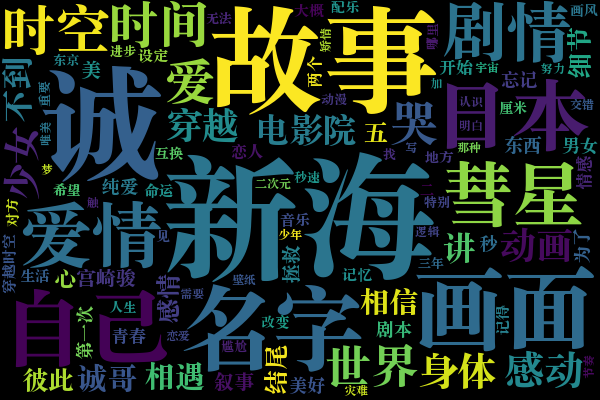 时空
时间
无法
大概
配乐
剧情
画风
进步
设定
新悄
哪里
细节
东京
美
爱
故事
两个
开始
宇宙
努力
不到
重要
动漫
忘记
唯美
诚
穿越
电影院
五
哭
日本
认识
明白
厘米
交错
互换
恋人
写
那种
东西
男女
少女
梦
纯爱
命运
二次元
秒速
找
地方
情感
希望
新海
彗星
对方
爱情
见
音乐
少年
特别
逻辑
讲
秒
动画
为了
穿越时空
生活
心
宫崎骏
感情
壁纸
拯救
记忆
三年
自己
第一次
人生
需要
名字
相信
画面
记得
青春
恋爱
改变
剧本
尴尬
结尾
世界
身体
感动
节奏
彼此
诚哥
相遇
叙事
美好
灾难